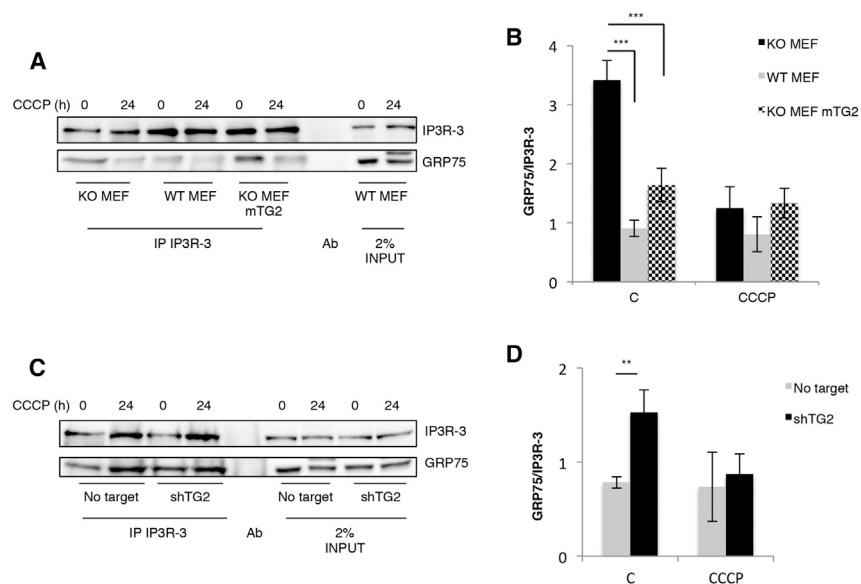 A
CCCP (h) 0 24 0 24 0 24 0 24
IP3R-3
GRP75
KO MEF WT MEF KO MEF mTG2 WT MEF
IP IP3R-3 Ab 2% INPUT
B
***
***
KO MEF
WT MEF
KO MEF mTG2
GRP75/IP3R-3
4
3
2
1
0
C CCCP
C
CCCP (h) 0 24 0 24 0 24 0 24
IP3R-3
GRP75
No target shTG2 No target shTG2
IP IP3R-3 Ab 2% INPUT
D
**
No target
shTG2
GRP75/IP3R-3
2
1
0
C CCCP